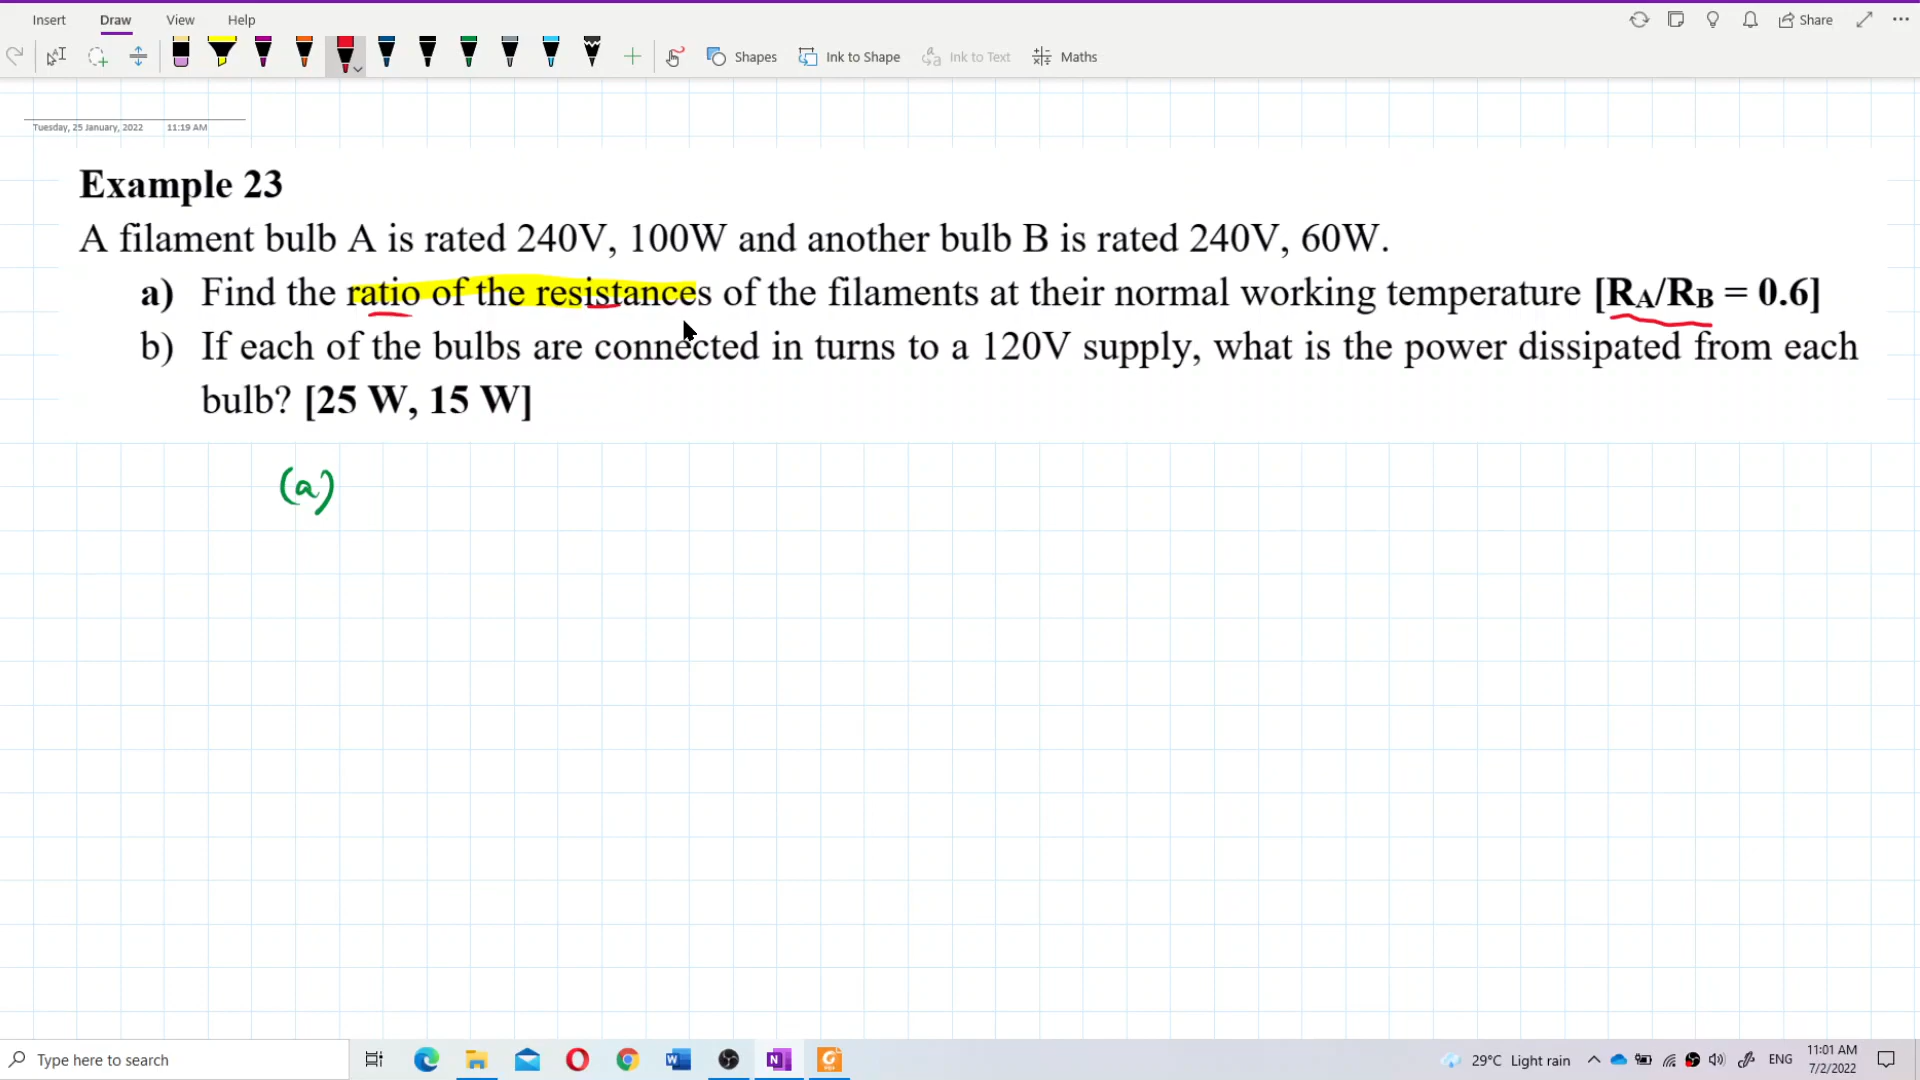 Insert Draw View Help
Share
Shapes Ink to Shape Ink to Text Maths
Tuesday, 25 January, 2022 11:19 AM
Example 23
A filament bulb A is rated 240V, 100W and another bulb B is rated 240V, 60W.
a) Find the ratio of the resistances of the filaments at their normal working temperature [RA/RB = 0.6]
b) If each of the bulbs are connected in turns to a 120V supply, what is the power dissipated from each
bulb? [25 W, 15 W]
(a)
Type here to search
29°C Light rain
ENG
11:01 AM
7/2/2022